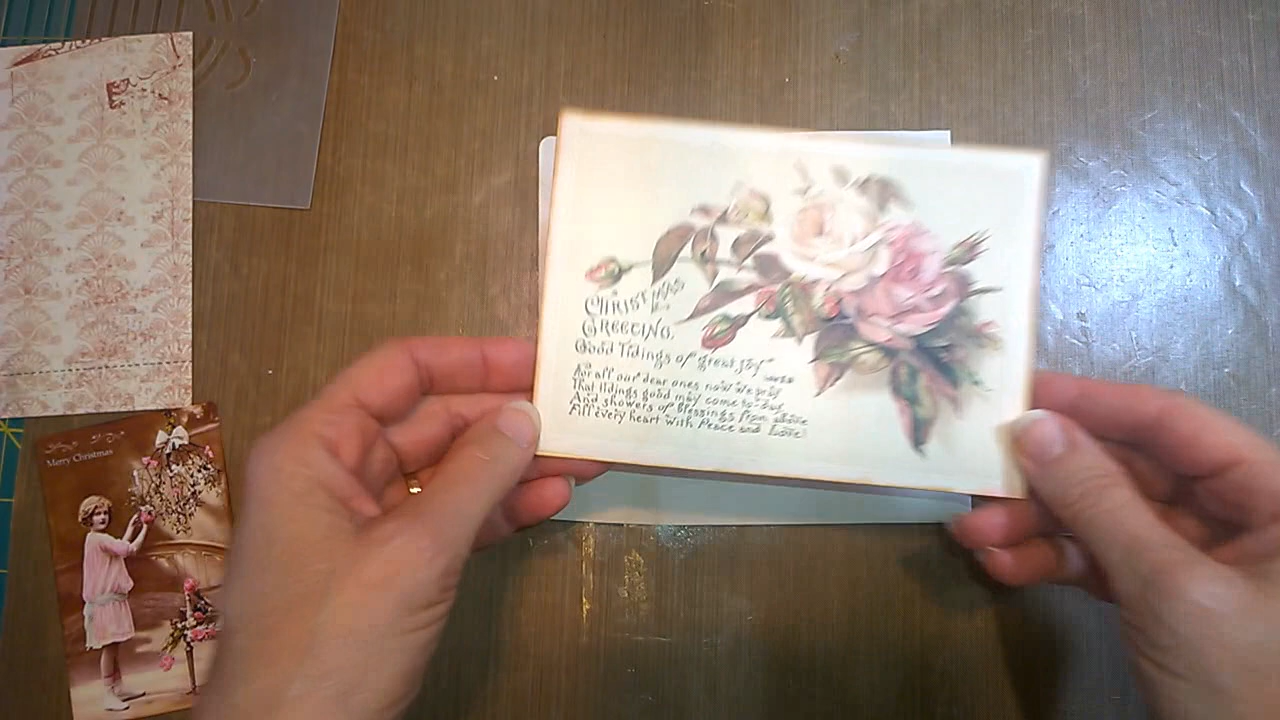 Christmas
Greeting.
Good Tidings of great joy
For all our dear ones now we pray
That tidings good may come to-day
And showers of Blessings from above
Fill every heart with Peace and Love.
Merry Christmas